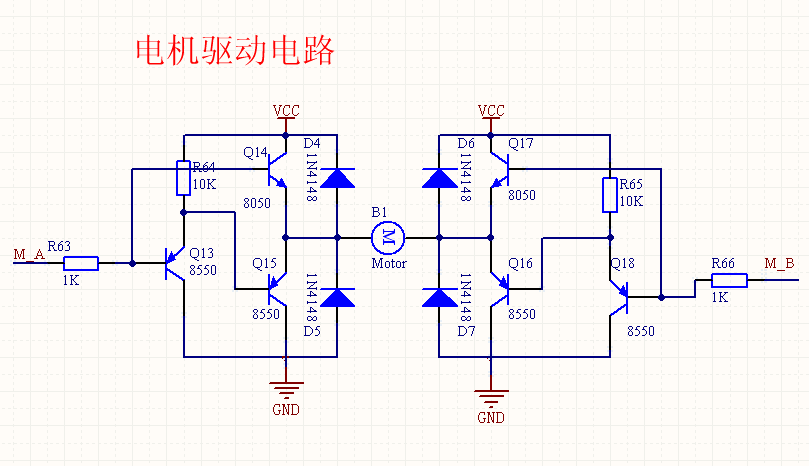 电机驱动电路
VCC
VCC
D4
D6
Q17
Q14
1N4148
1N4148
R64
10K
R65
10K
8050
8050
B1
M
Motor
M_A
R63
1K
Q13
8550
Q15
Q16
Q18
R66
1K
M_B
1N4148
1N4148
8550
8550
D5
D7
8550
GND
GND